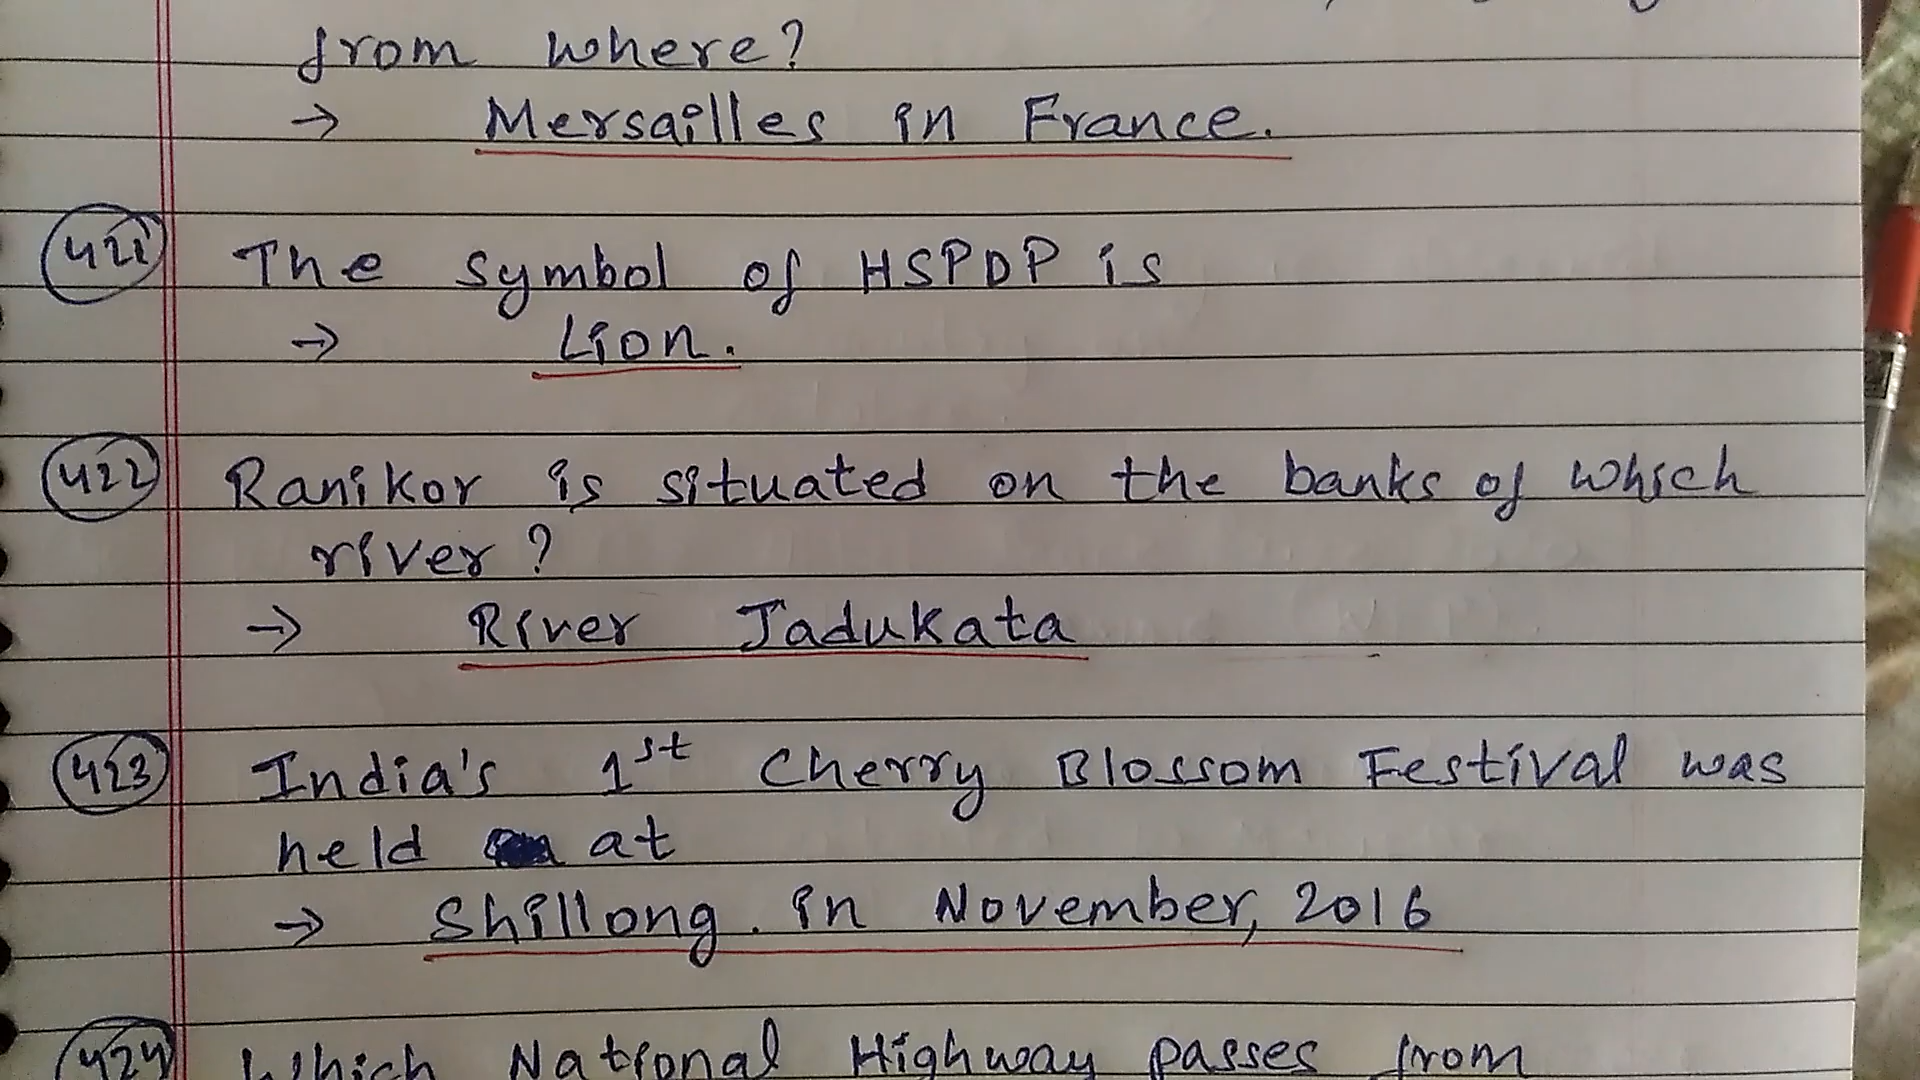 from where?
→ Mersailles in France.
421 The symbol of HSPDP is
→ Lion.
422 Ranikor is situated on the banks of which
river ?
→ River Jadukata
423 India's 1st Cherry Blossom Festival was
held at
→ Shillong. in November, 2016
424 Which National Highway passes from